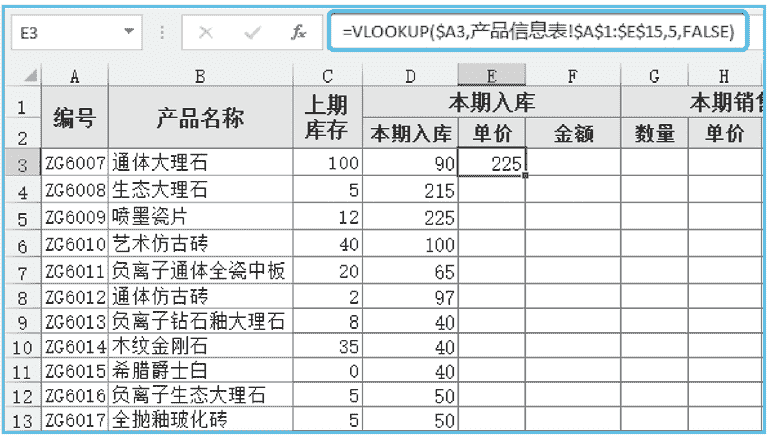 E3 fx =VLOOKUP($A3,产品信息表!$A$1:$E$15,5,FALSE)
A B C D E F G H
1 编号 产品名称 上期库存 本期入库 本期销售
2 本期入库 单价 金额 数量 单价
3 ZG6007 通体大理石 100 90 225
4 ZG6008 生态大理石 5 215
5 ZG6009 喷墨瓷片 12 225
6 ZG6010 艺术仿古砖 40 100
7 ZG6011 负离子通体全瓷中板 20 65
8 ZG6012 通体仿古砖 2 97
9 ZG6013 负离子钻石釉大理石 8 40
10 ZG6014 木纹金刚石 35 40
11 ZG6015 希腊爵士白 0 40
12 ZG6016 负离子生态大理石 5 50
13 ZG6017 全抛釉玻化砖 5 50